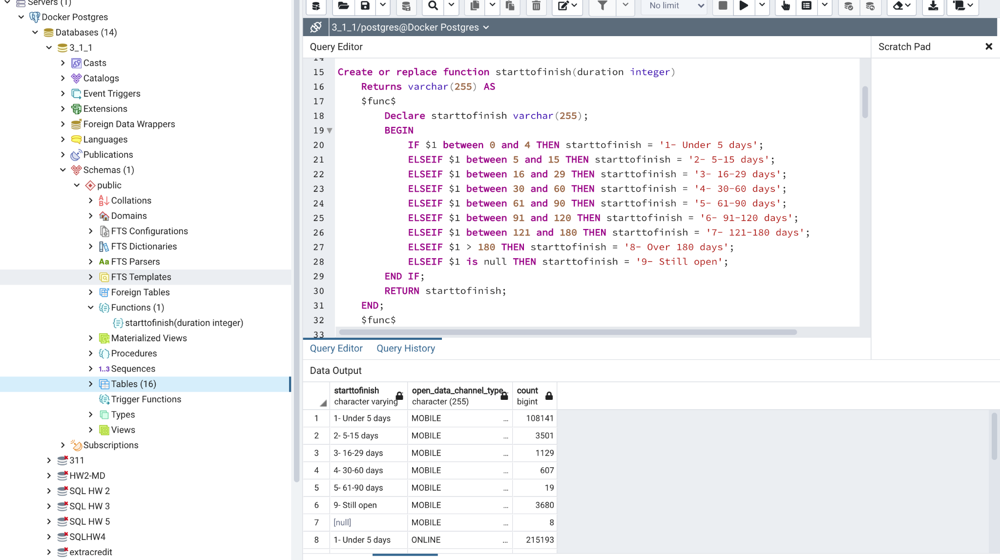 Servers (1)
Docker Postgres
Databases (14)
3_1_1
Casts
Catalogs
Event Triggers
Extensions
Foreign Data Wrappers
Languages
Publications
Schemas (1)
public
Collations
Domains
FTS Configurations
FTS Dictionaries
Aa FTS Parsers
FTS Templates
Foreign Tables
Functions (1)
starttofinish(duration integer)
Materialized Views
Procedures
1..3 Sequences
Tables (16)
Trigger Functions
Types
Views
Subscriptions
311
HW2-MD
SQL HW 2
SQL HW 3
SQL HW 5
SQLHW4
extracredit
No limit
3_1_1/postgres@Docker Postgres
Query Editor
Scratch Pad
14
15 Create or replace function starttofinish(duration integer)
16 Returns varchar(255) AS
17 $func$
18 Declare starttofinish varchar(255);
19 BEGIN
20 IF $1 between 0 and 4 THEN starttofinish = '1- Under 5 days';
21 ELSEIF $1 between 5 and 15 THEN starttofinish = '2- 5-15 days';
22 ELSEIF $1 between 16 and 29 THEN starttofinish = '3- 16-29 days';
23 ELSEIF $1 between 30 and 60 THEN starttofinish = '4- 30-60 days';
24 ELSEIF $1 between 61 and 90 THEN starttofinish = '5- 61-90 days';
25 ELSEIF $1 between 91 and 120 THEN starttofinish = '6- 91-120 days';
26 ELSEIF $1 between 121 and 180 THEN starttofinish = '7- 121-180 days';
27 ELSEIF $1 > 180 THEN starttofinish = '8- Over 180 days';
28 ELSEIF $1 is null THEN starttofinish = '9- Still open';
29 END IF;
30 RETURN starttofinish;
31 END;
32 $func$
33
Query Editor Query History
Data Output
starttofinish open_data_channel_type count
character varying character (255) bigint
1 1- Under 5 days MOBILE ... 108141
2 2- 5-15 days MOBILE ... 3501
3 3- 16-29 days MOBILE ... 1129
4 4- 30-60 days MOBILE ... 607
5 5- 61-90 days MOBILE ... 19
6 9- Still open MOBILE ... 3680
7 [null] MOBILE ... 8
8 1- Under 5 days ONLINE ... 215193